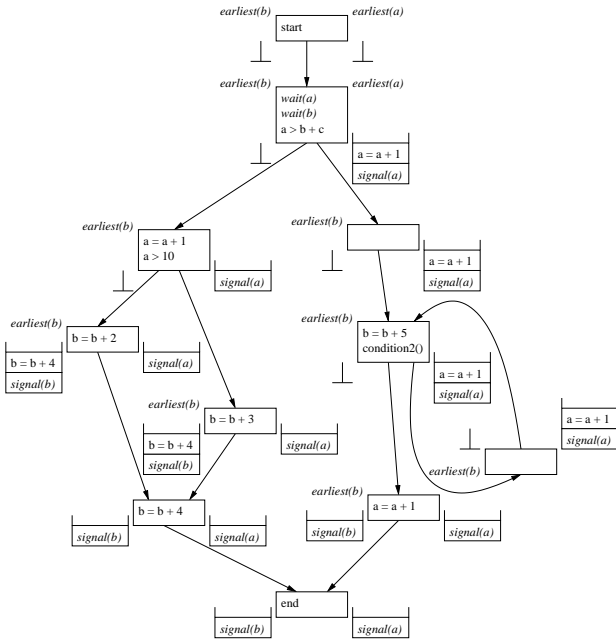 earliest(b)
earliest(a)
start
earliest(b)
earliest(a)
wait(a)
wait(b)
a > b + c
a = a + 1
signal(a)
earliest(b)
a = a + 1
a > 10
signal(a)
earliest(b)
a = a + 1
signal(a)
earliest(b)
b = b + 2
b = b + 4
signal(b)
signal(a)
earliest(b)
b = b + 5
condition2()
a = a + 1
signal(a)
earliest(b)
b = b + 3
b = b + 4
signal(b)
signal(a)
a = a + 1
signal(a)
earliest(b)
b = b + 4
signal(b)
signal(a)
earliest(b)
a = a + 1
signal(b)
signal(a)
end
signal(b)
signal(a)